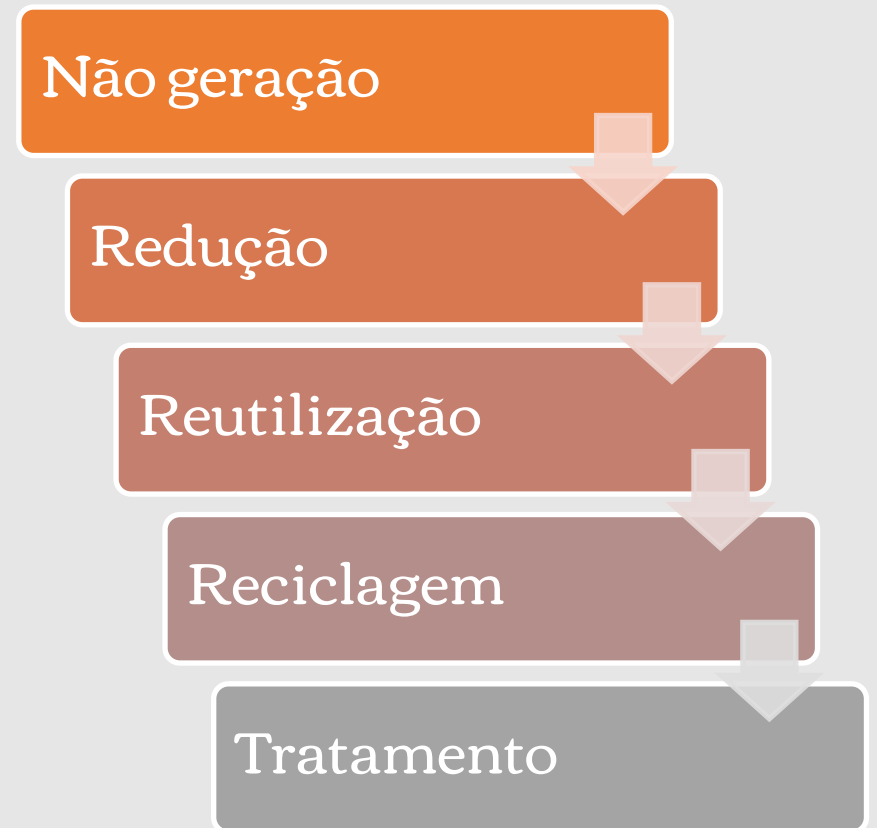 Não geração
Redução
Reutilização
Reciclagem
Tratamento